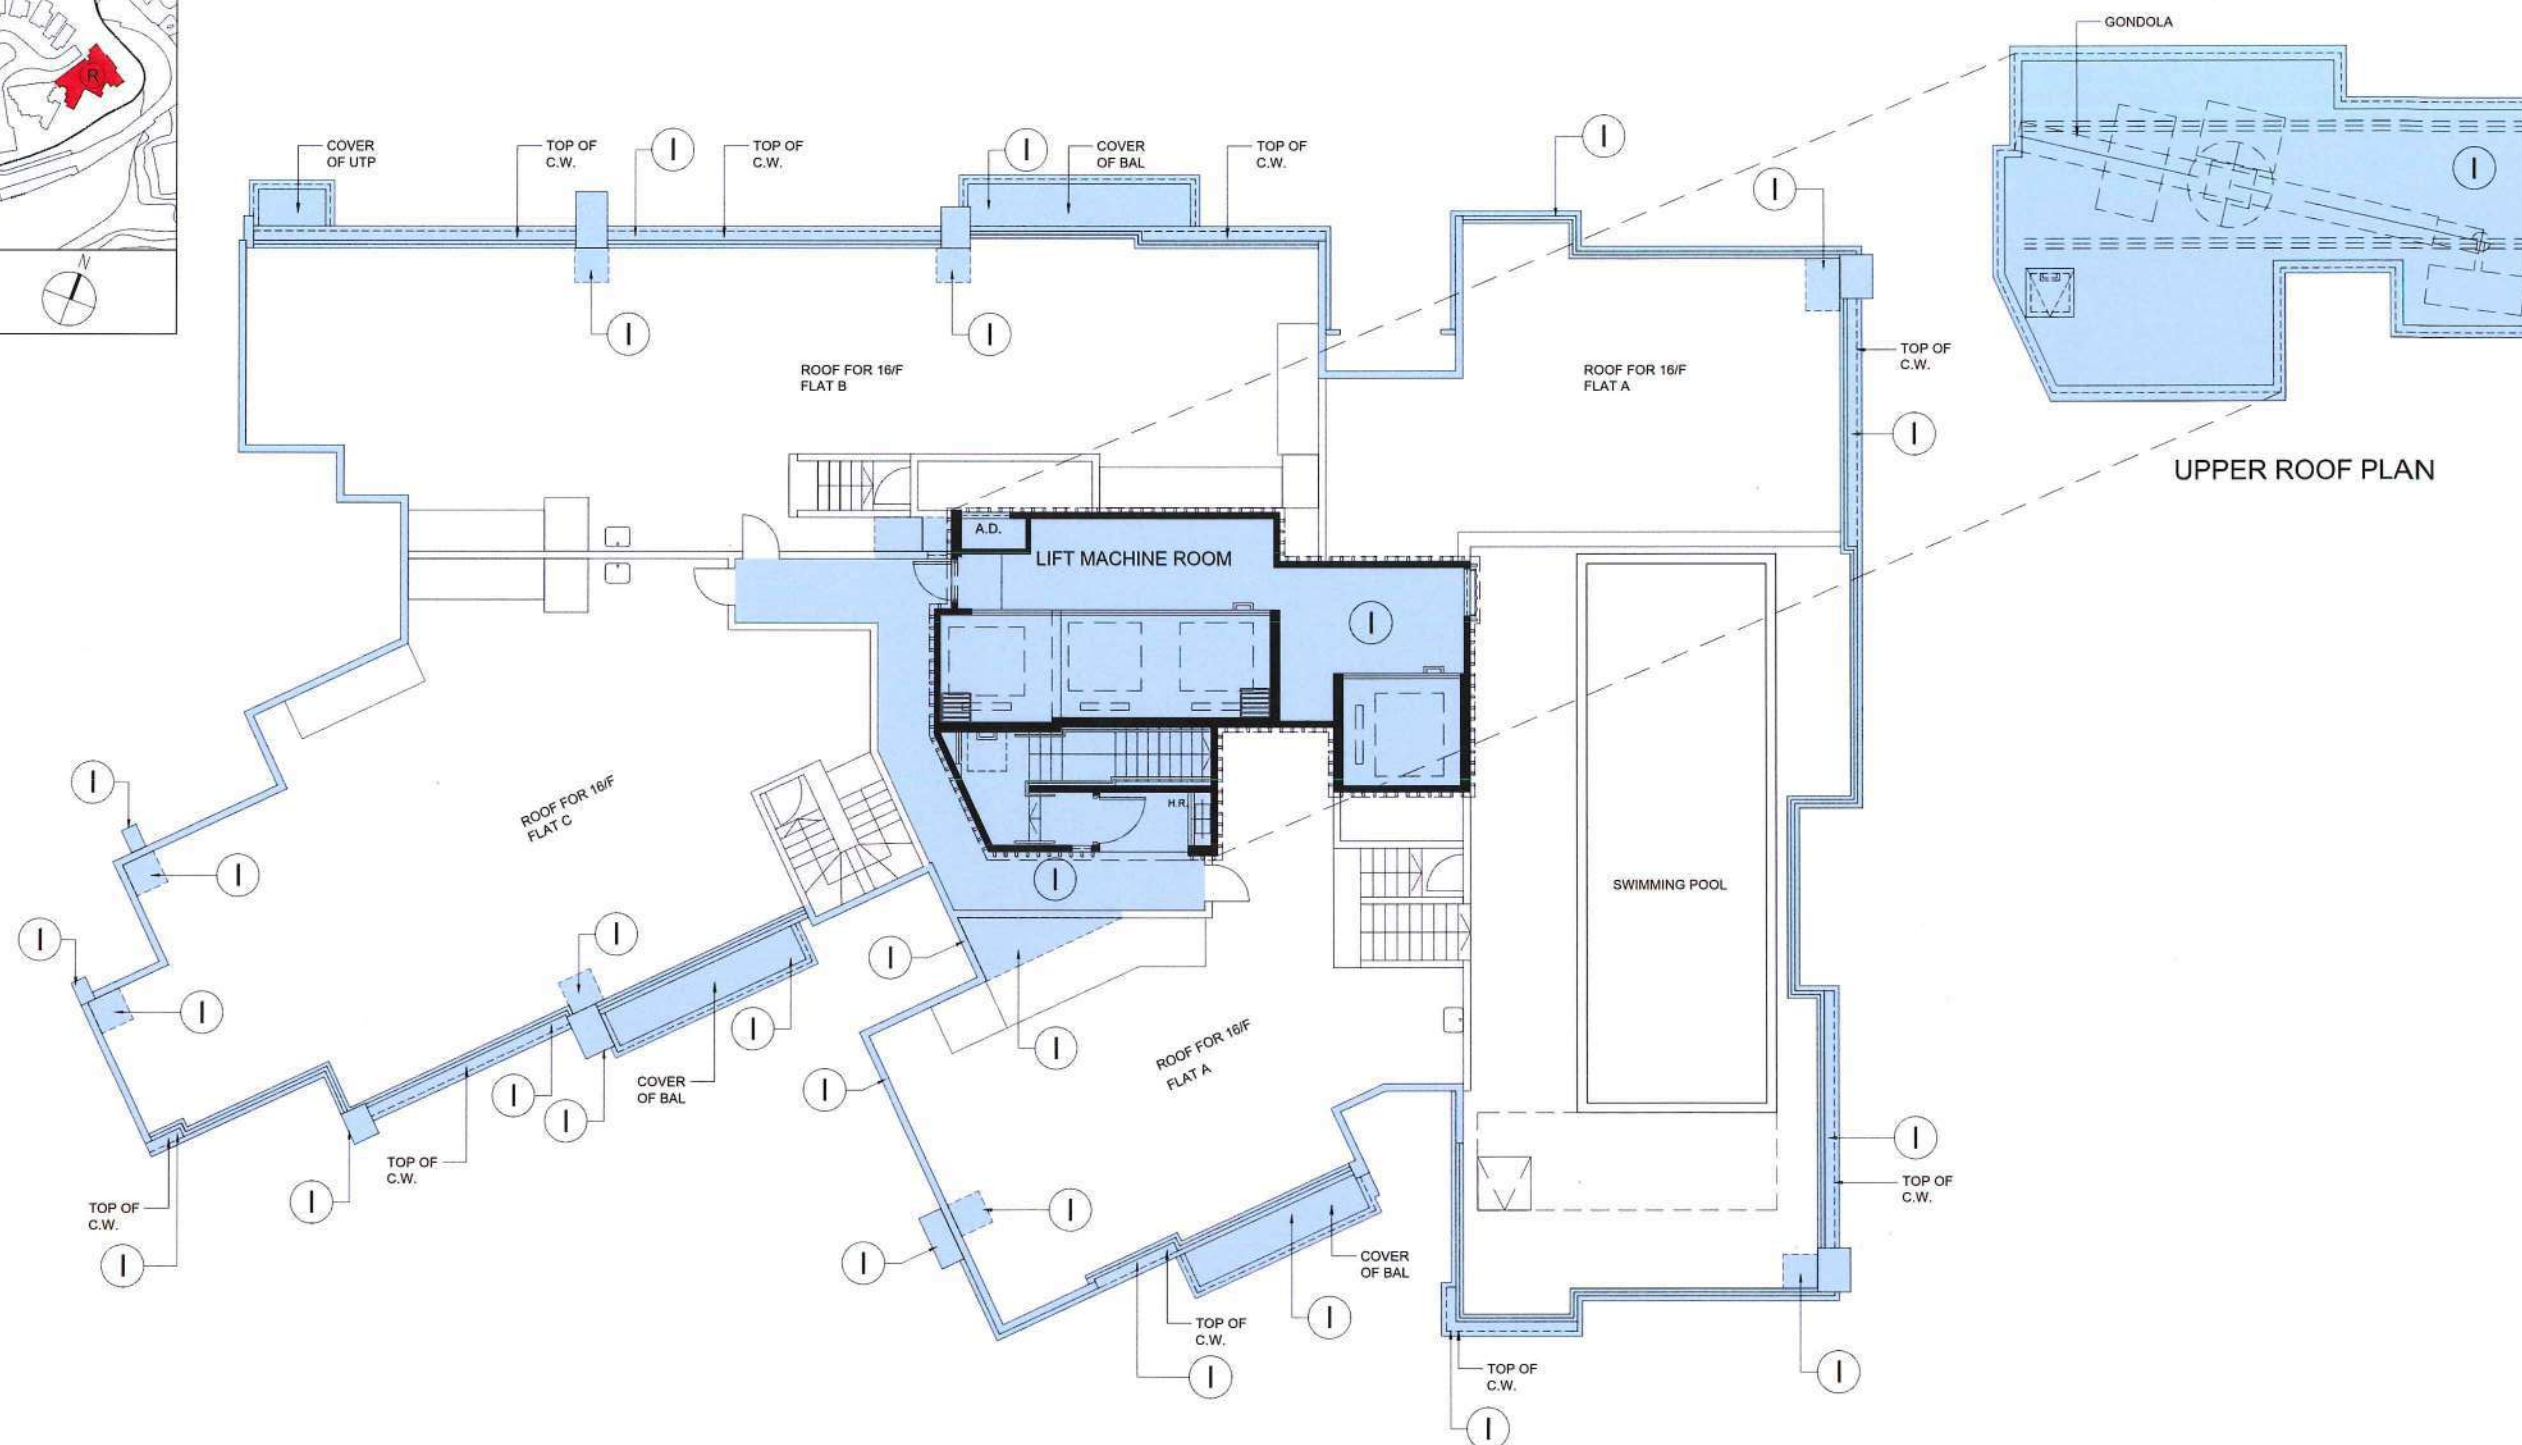 GONDOLA
R
N
COVER
OF UTP
TOP OF
C.W.
I
TOP OF
C.W.
I
COVER
OF BAL
TOP OF
C.W.
I
I
I
I
I
ROOF FOR 16/F
FLAT B
ROOF FOR 16/F
FLAT A
TOP OF
C.W.
I
I
UPPER ROOF PLAN
A.D.
LIFT MACHINE ROOM
I
H.R.
I
ROOF FOR 16/F
FLAT C
SWIMMING POOL
I
I
I
I
I
I
I
COVER
OF BAL
I
I
I
TOP OF
C.W.
I
TOP OF
C.W.
I
I
ROOF FOR 16/F
FLAT A
I
I
I
COVER
OF BAL
I
TOP OF
C.W.
I
I
TOP OF
C.W.
I
TOP OF
C.W.
I